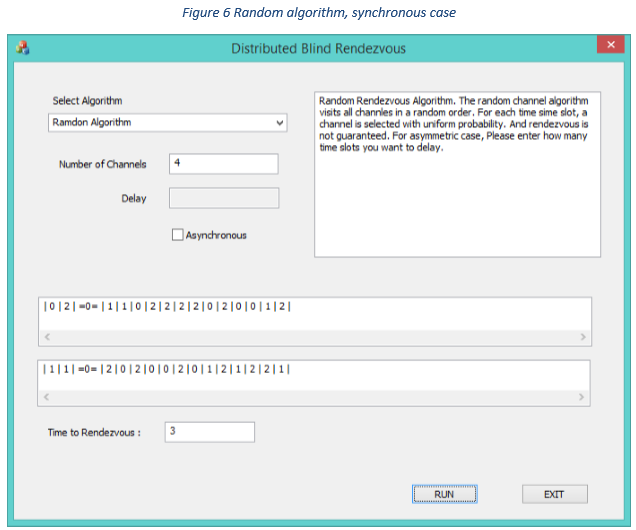 Figure 6 Random algorithm, synchronous case
Distributed Blind Rendezvous
Select Algorithm
Ramdon Algorithm
Number of Channels
4
Delay
Asynchronous
Random Rendezvous Algorithm. The random channel algorithm
visits all channles in a random order. For each time sime slot, a
channel is selected with uniform probability. And rendezvous is
not guaranteed. For asymmetric case, Please enter how many
time slots you want to delay.
| 0 | 2 | =0= | 1 | 1 | 0 | 2 | 2 | 2 | 2 | 0 | 2 | 0 | 0 | 1 | 2 |
| 1 | 1 | =0= | 2 | 0 | 2 | 0 | 0 | 2 | 0 | 1 | 2 | 1 | 2 | 2 | 1 |
Time to Rendezvous :
3
RUN
EXIT